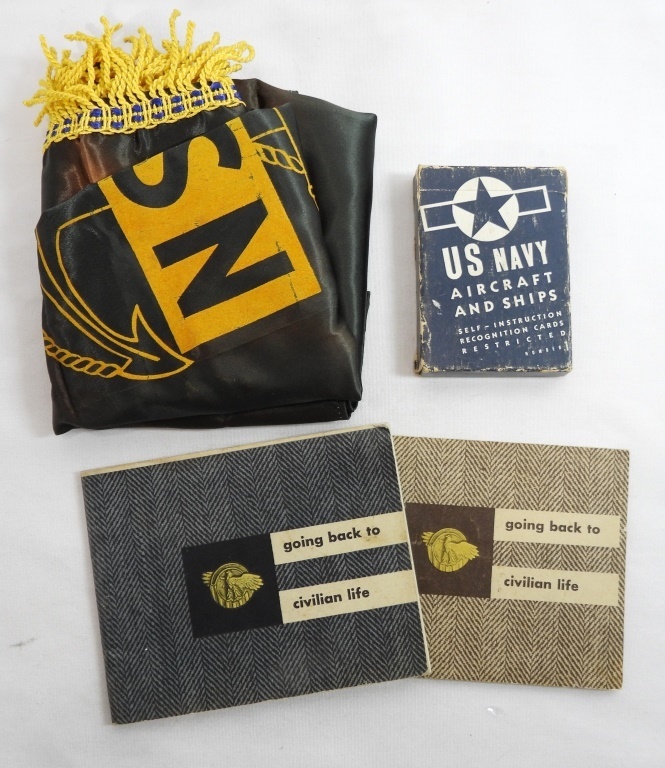 SN
US NAVY
AIRCRAFT
AND SHIPS
SELF-INSTRUCTION
RECOGNITION CARDS
RESTRICTED
going back to
civilian life
going back to
civilian life